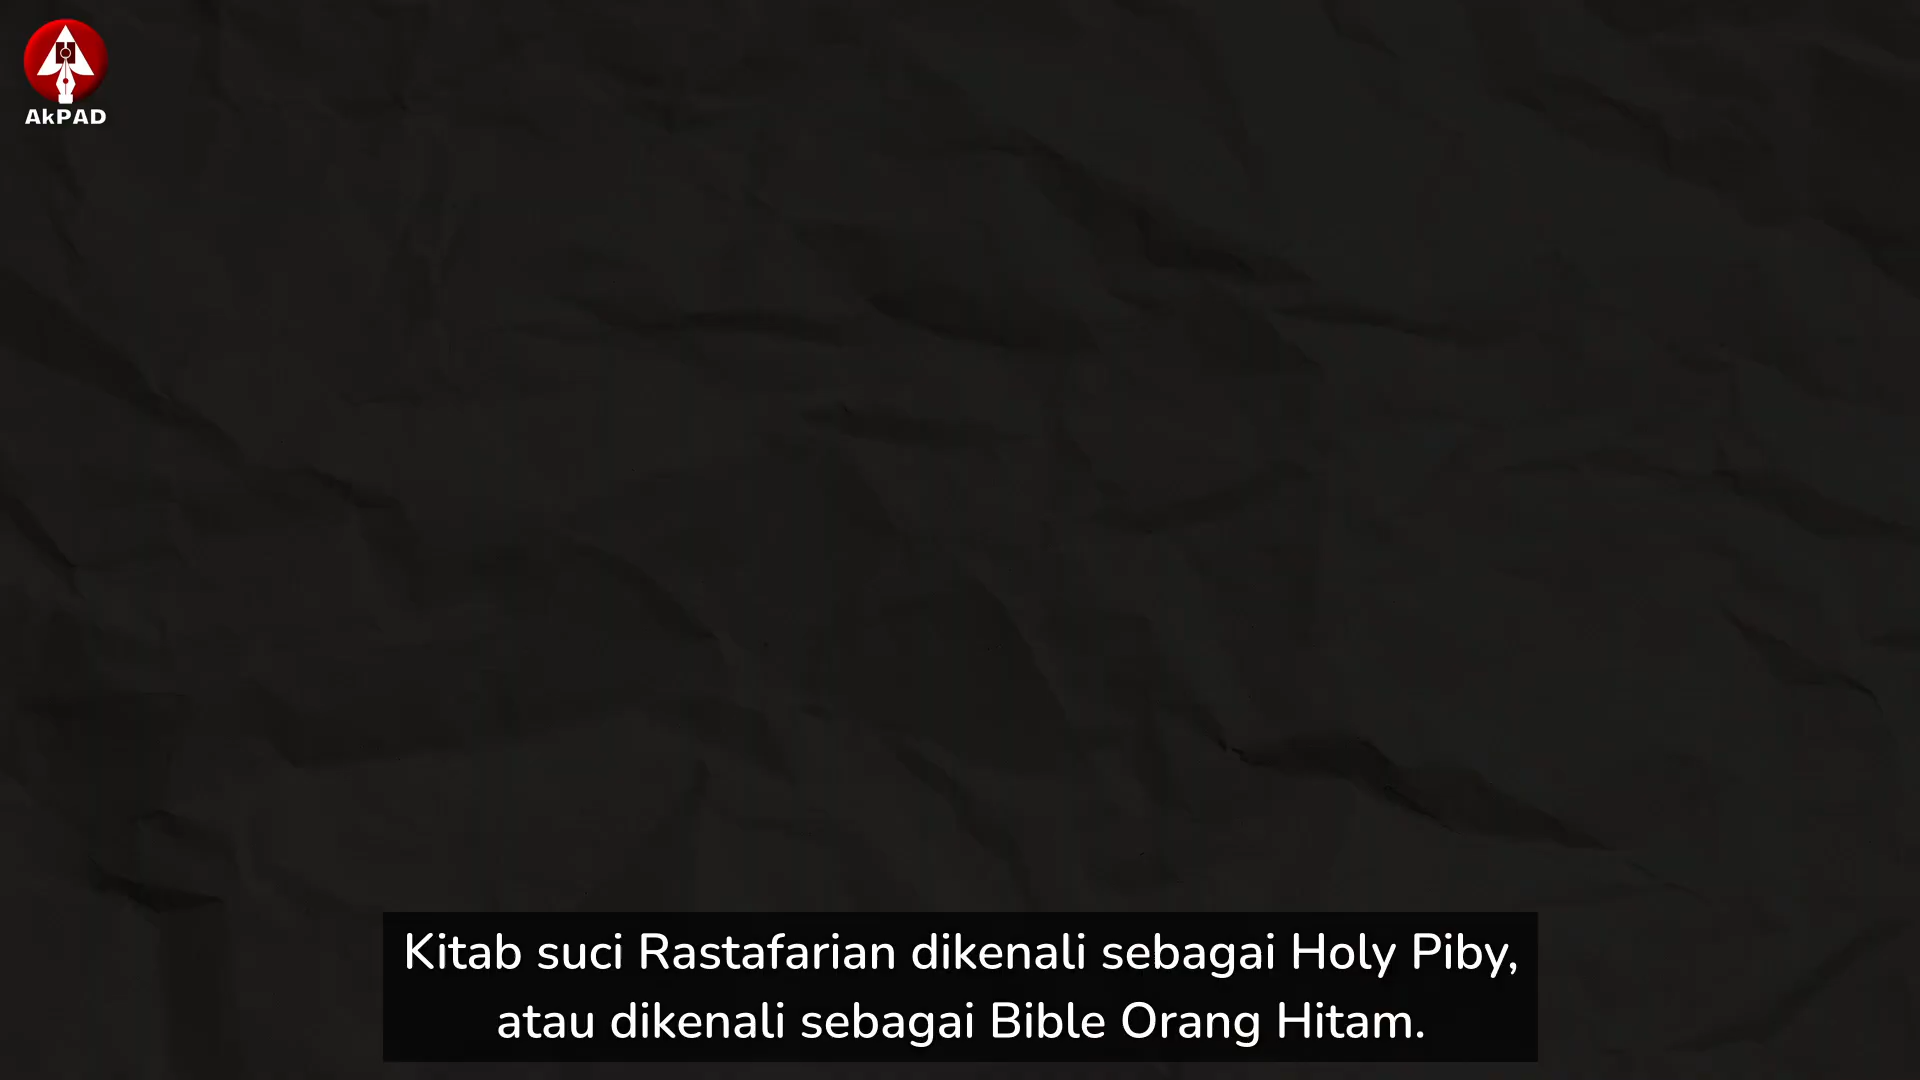 AkPAD
Kitab suci Rastafarian dikenali sebagai Holy Piby,
atau dikenali sebagai Bible Orang Hitam.